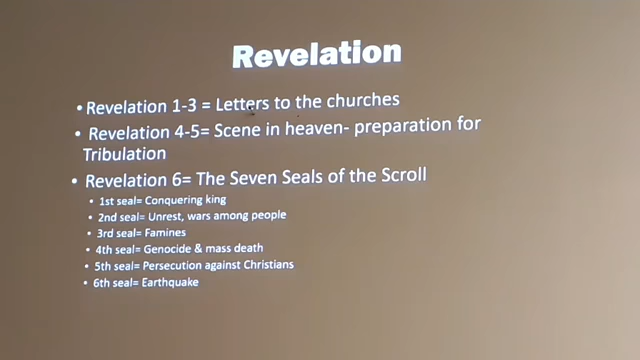 Revelation
• Revelation 1-3 = Letters to the churches
• Revelation 4-5= Scene in heaven- preparation for
Tribulation
• Revelation 6= The Seven Seals of the Scroll
• 1st seal= Conquering king
• 2nd seal= Unrest, wars among people
• 3rd seal= Famines
• 4th seal= Genocide & mass death
• 5th seal= Persecution against Christians
• 6th seal= Earthquake